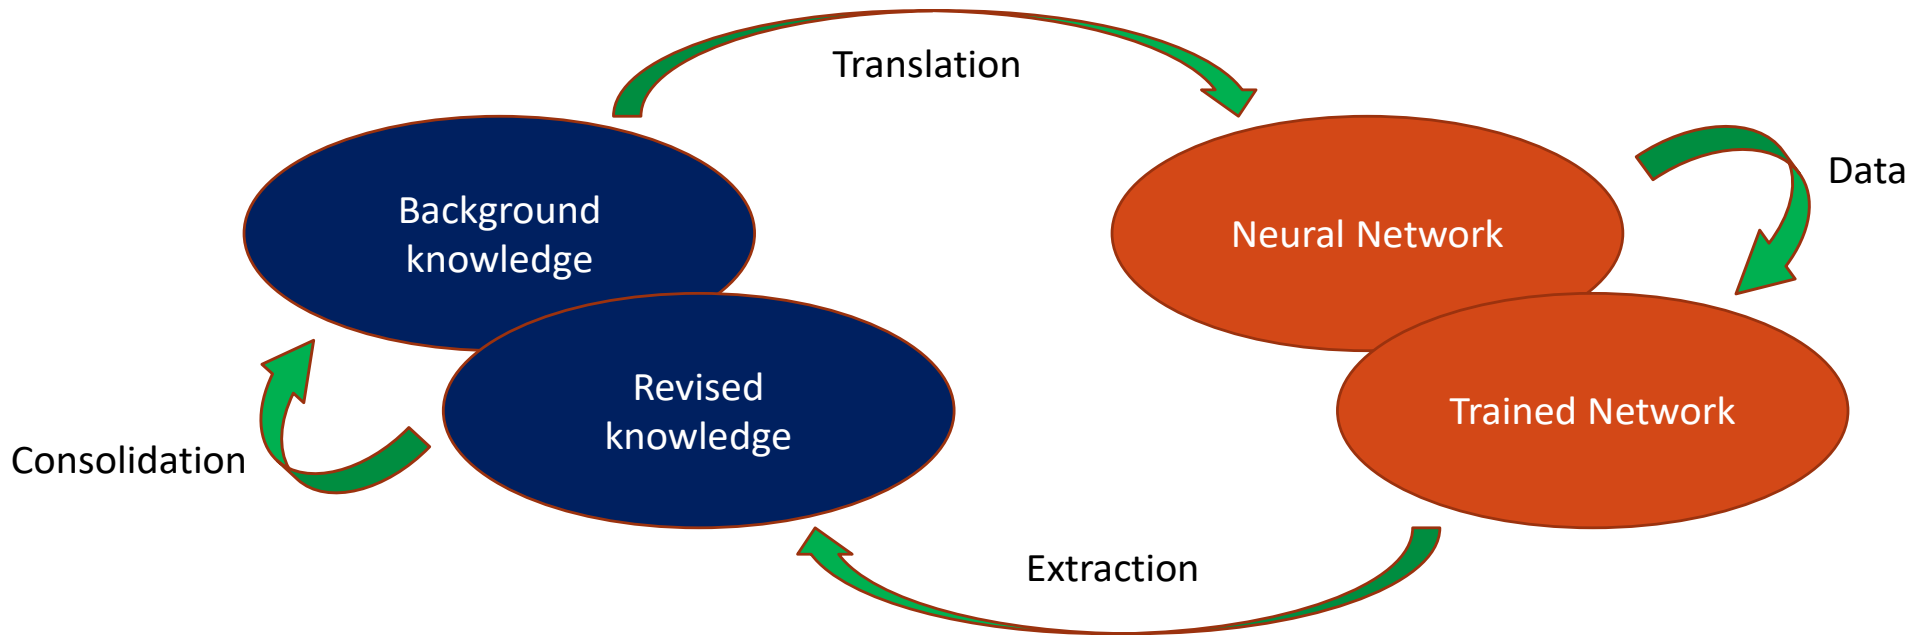 Translation
Data
Background
knowledge
Neural Network
Revised
knowledge
Trained Network
Consolidation
Extraction